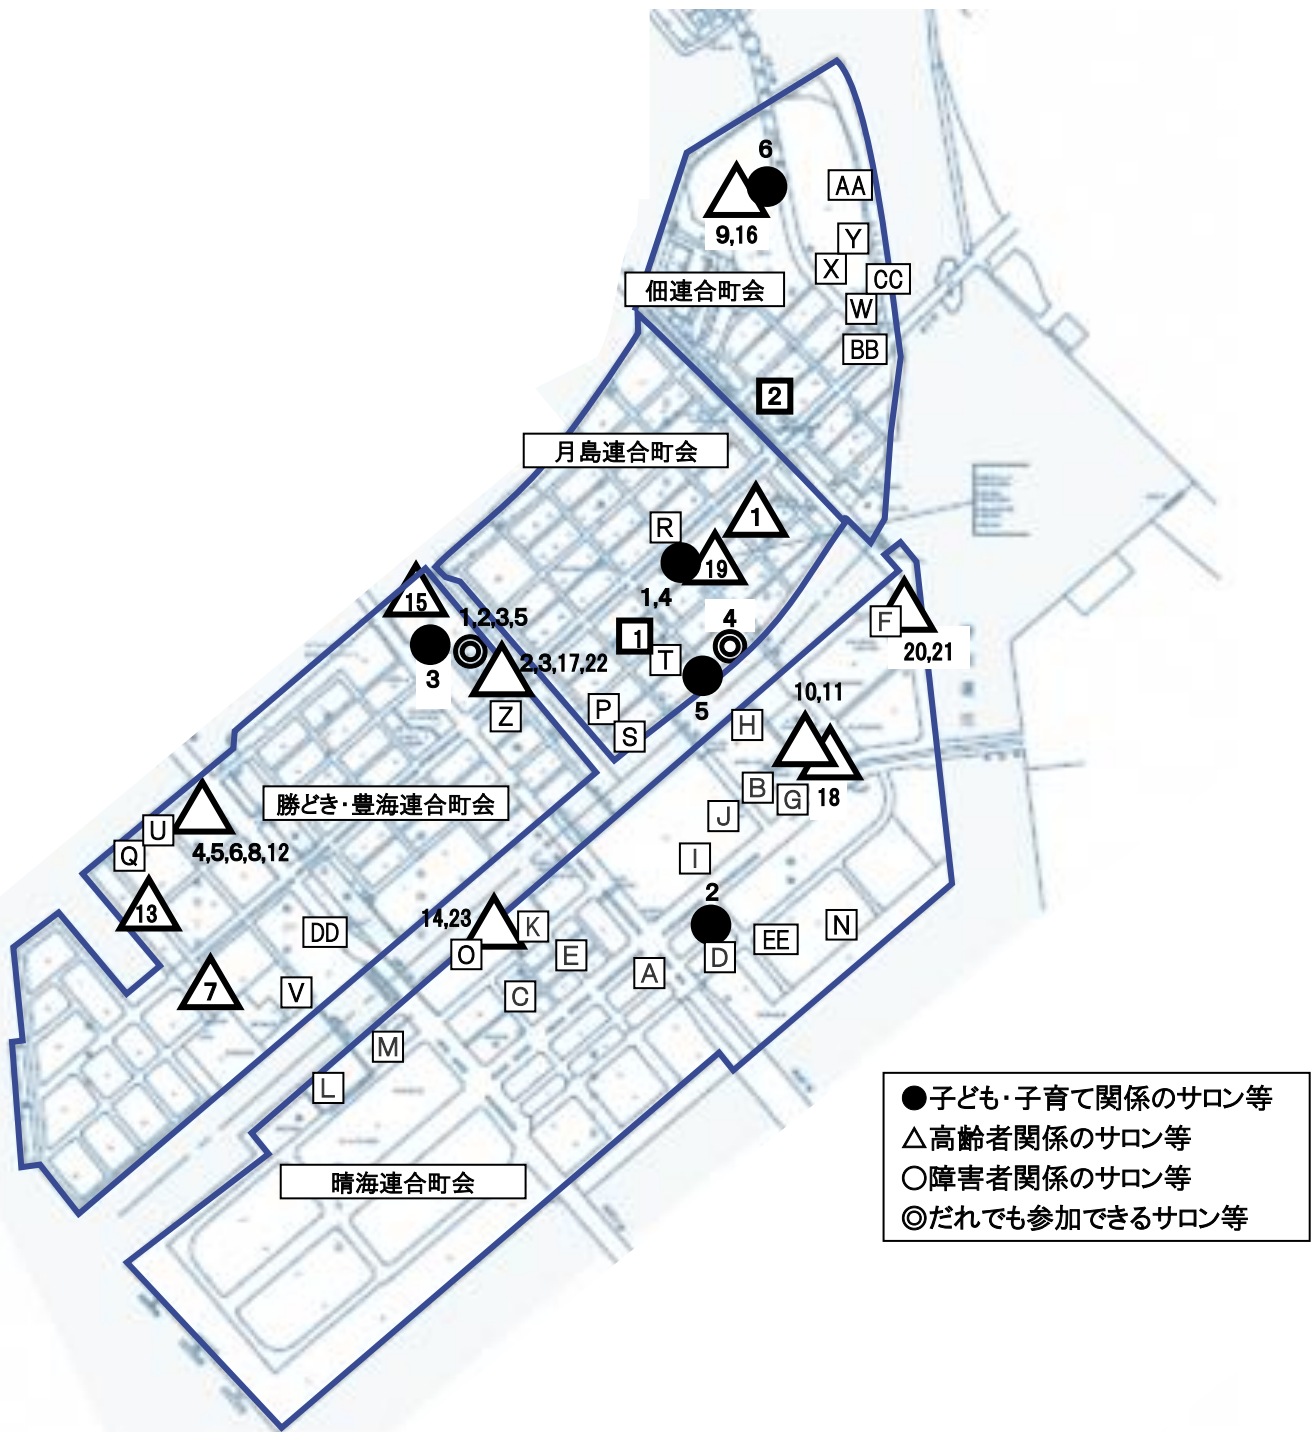 6
AA
9,16
Y
X
CC
佃連合町会
W
BB
2
月島連合町会
1
R
19
15
1,4
1,2,3,5
1
4
F
3
2,3,17,22
T
20,21
5
10,11
Z
P
S
H
勝どき・豊海連合町会
B
G
18
U
J
Q
4,5,6,8,12
I
13
2
14,23
K
DD
O
E
D
EE
N
7
V
C
A
M
L
●子ども・子育て関係のサロン等
△高齢者関係のサロン等
○障害者関係のサロン等
◎だれでも参加できるサロン等
晴海連合町会